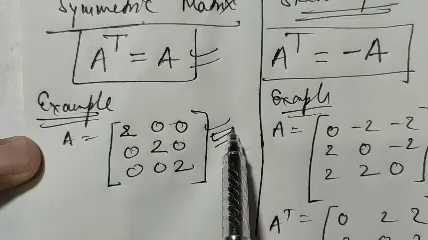 Symmetric Matrix
A^T = A
Example
A = [2 0 0
0 2 0
0 0 2]
A^T = -A
Example
A = [0 -2 -2
2 0 -2
2 2 0]
A^T = [0 2 2